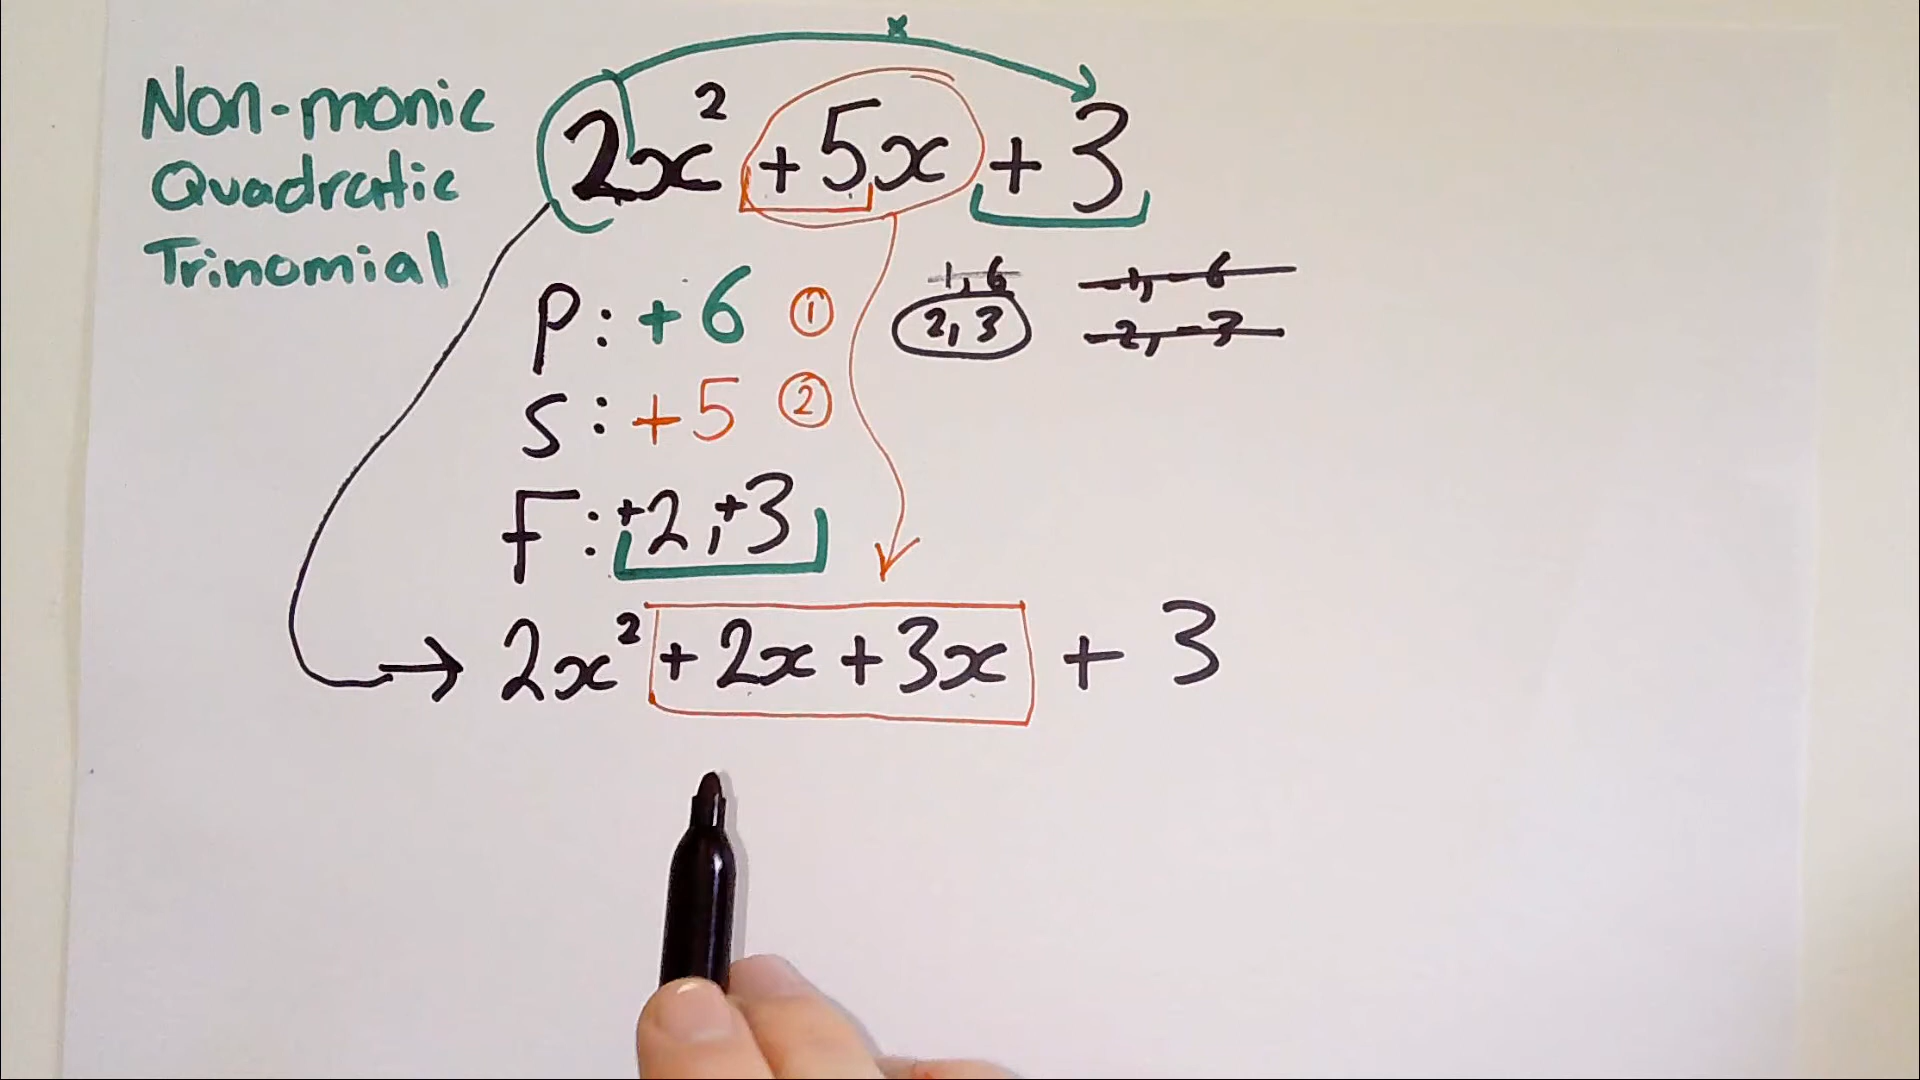 Non-monic
Quadratic
Trinomial
x
2x² +5x + 3
P: +6 ① 1, 6 -1, -6
2, 3 -2, -3
S: +5 ②
F: +2, +3
→ 2x² + 2x + 3x + 3